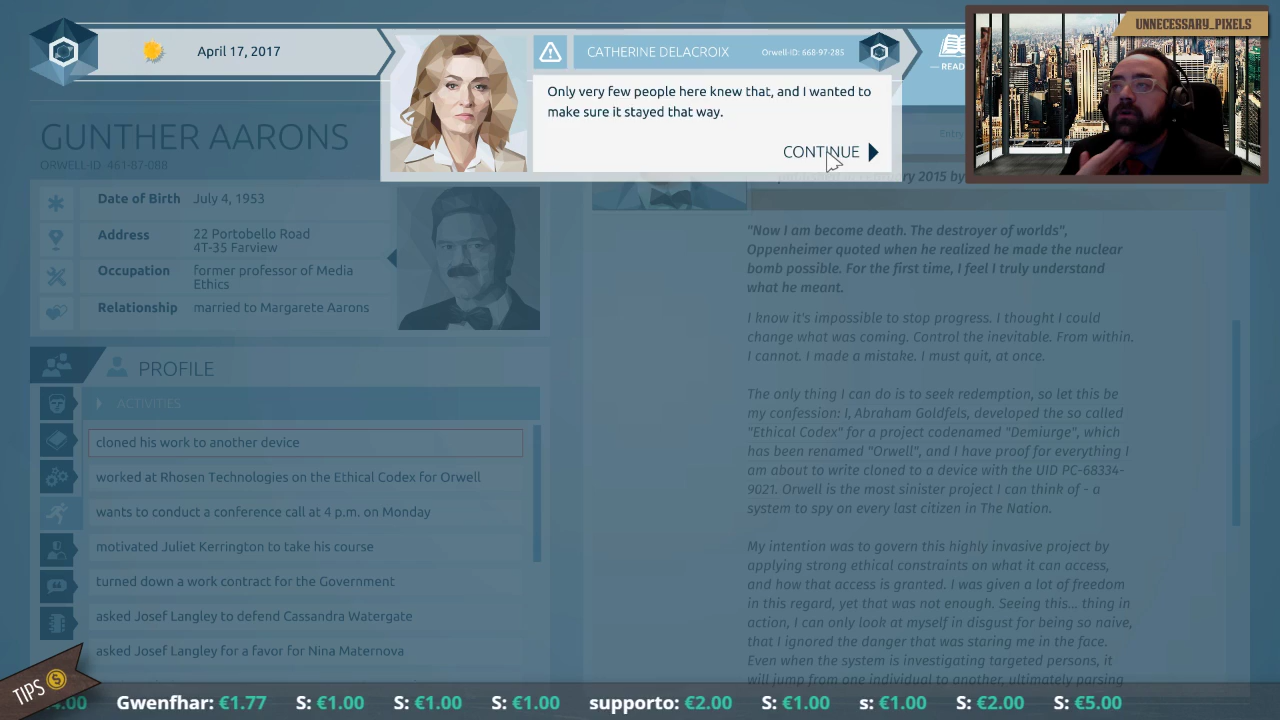 UNNECESSARY_PIXELS
April 17, 2017
CATHERINE DELACROIX
Orwell-ID: 668-97-285
READ
Only very few people here knew that, and I wanted to
make sure it stayed that way.
CONTINUE
GUNTHER AARONS
ORWELL-ID: 461-87-088
Date of Birth July 4, 1953
Address 22 Portobello Road
4T-35 Farview
Occupation former professor of Media
Ethics
Relationship married to Margarete Aarons
PROFILE
ACTIVITIES
cloned his work to another device
worked at Rhosen Technologies on the Ethical Codex for Orwell
wants to conduct a conference call at 4 p.m. on Monday
motivated Juliet Kerrington to take his course
turned down a work contract for the Government
asked Josef Langley to defend Cassandra Watergate
asked Josef Langley for a favor for Nina Maternova
Entry
2015 by
"Now I am become death. The destroyer of worlds",
Oppenheimer quoted when he realized he made the nuclear
bomb possible. For the first time, I feel I truly understand
what he meant.
I know it's impossible to stop progress. I thought I could
change what was coming. Control the inevitable. From within.
I cannot. I made a mistake. I must quit, at once.
The only thing I can do is to seek redemption, so let this be
my confession: I, Abraham Goldfels, developed the so called
"Ethical Codex" for a project codenamed "Demiurge", which
has been renamed "Orwell", and I have proof for everything I
am about to write cloned to a device with the UID PC-68334-
9021. Orwell is the most sinister project I can think of - a
system to spy on every last citizen in The Nation.
My intention was to govern this highly invasive project by
applying strong ethical constraints on what it can access,
and how that access is granted. I was given a lot of freedom
in this regard, yet that was not enough. Seeing this... thing in
action, I can only look at myself in disgust for being so naive,
that I ignored the danger that was staring me in the face.
Even when the system is investigating targeted persons, it
will jump from one individual to another, ultimately parsing
TIPS
.00 Gwenfhar: €1.77 S: €1.00 S: €1.00 S: €1.00 supporto: €2.00 S: €1.00 s: €1.00 S: €2.00 S: €5.00